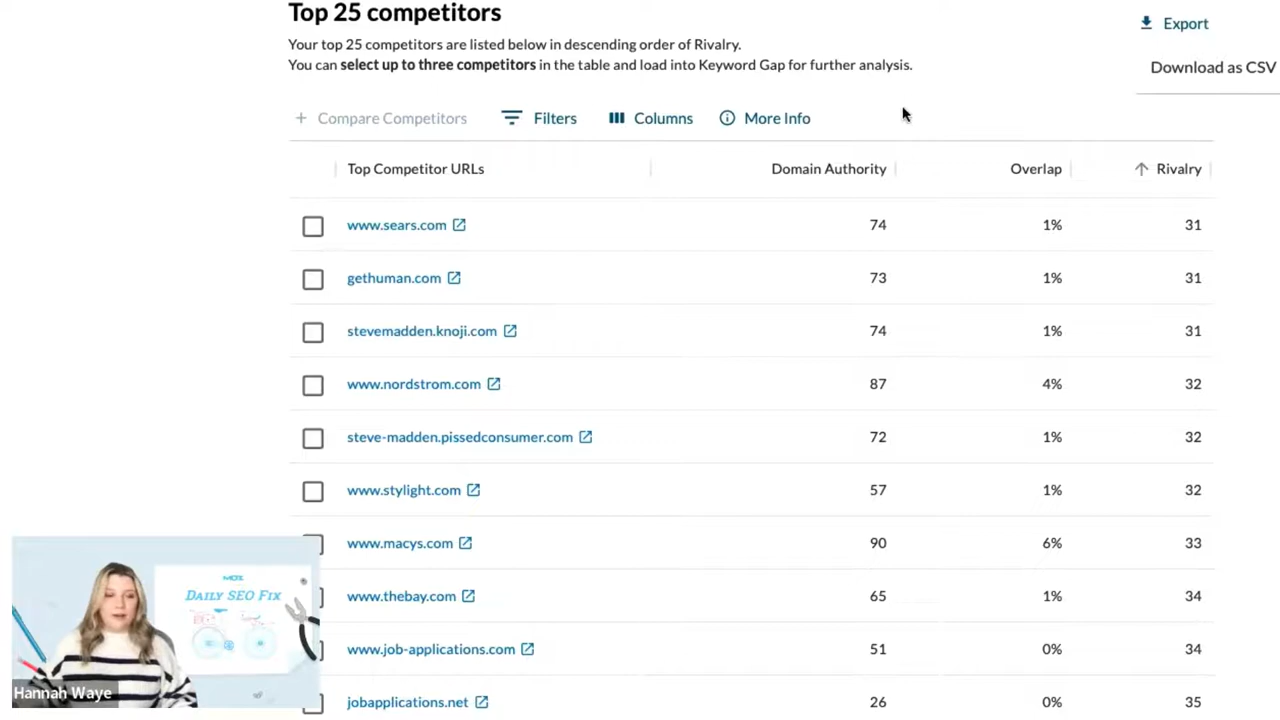 Top 25 competitors
Export
Your top 25 competitors are listed below in descending order of Rivalry.
You can select up to three competitors in the table and load into Keyword Gap for further analysis.
Download as CSV
+ Compare Competitors Filters Columns More Info
Top Competitor URLs Domain Authority Overlap Rivalry
www.sears.com 74 1% 31
gethuman.com 73 1% 31
stevemadden.knoji.com 74 1% 31
www.nordstrom.com 87 4% 32
steve-madden.pissedconsumer.com 72 1% 32
www.stylight.com 57 1% 32
www.macys.com 90 6% 33
www.thebay.com 65 1% 34
www.job-applications.com 51 0% 34
jobapplications.net 26 0% 35
MOZ
DAILY SEO FIX
Hannah Waye